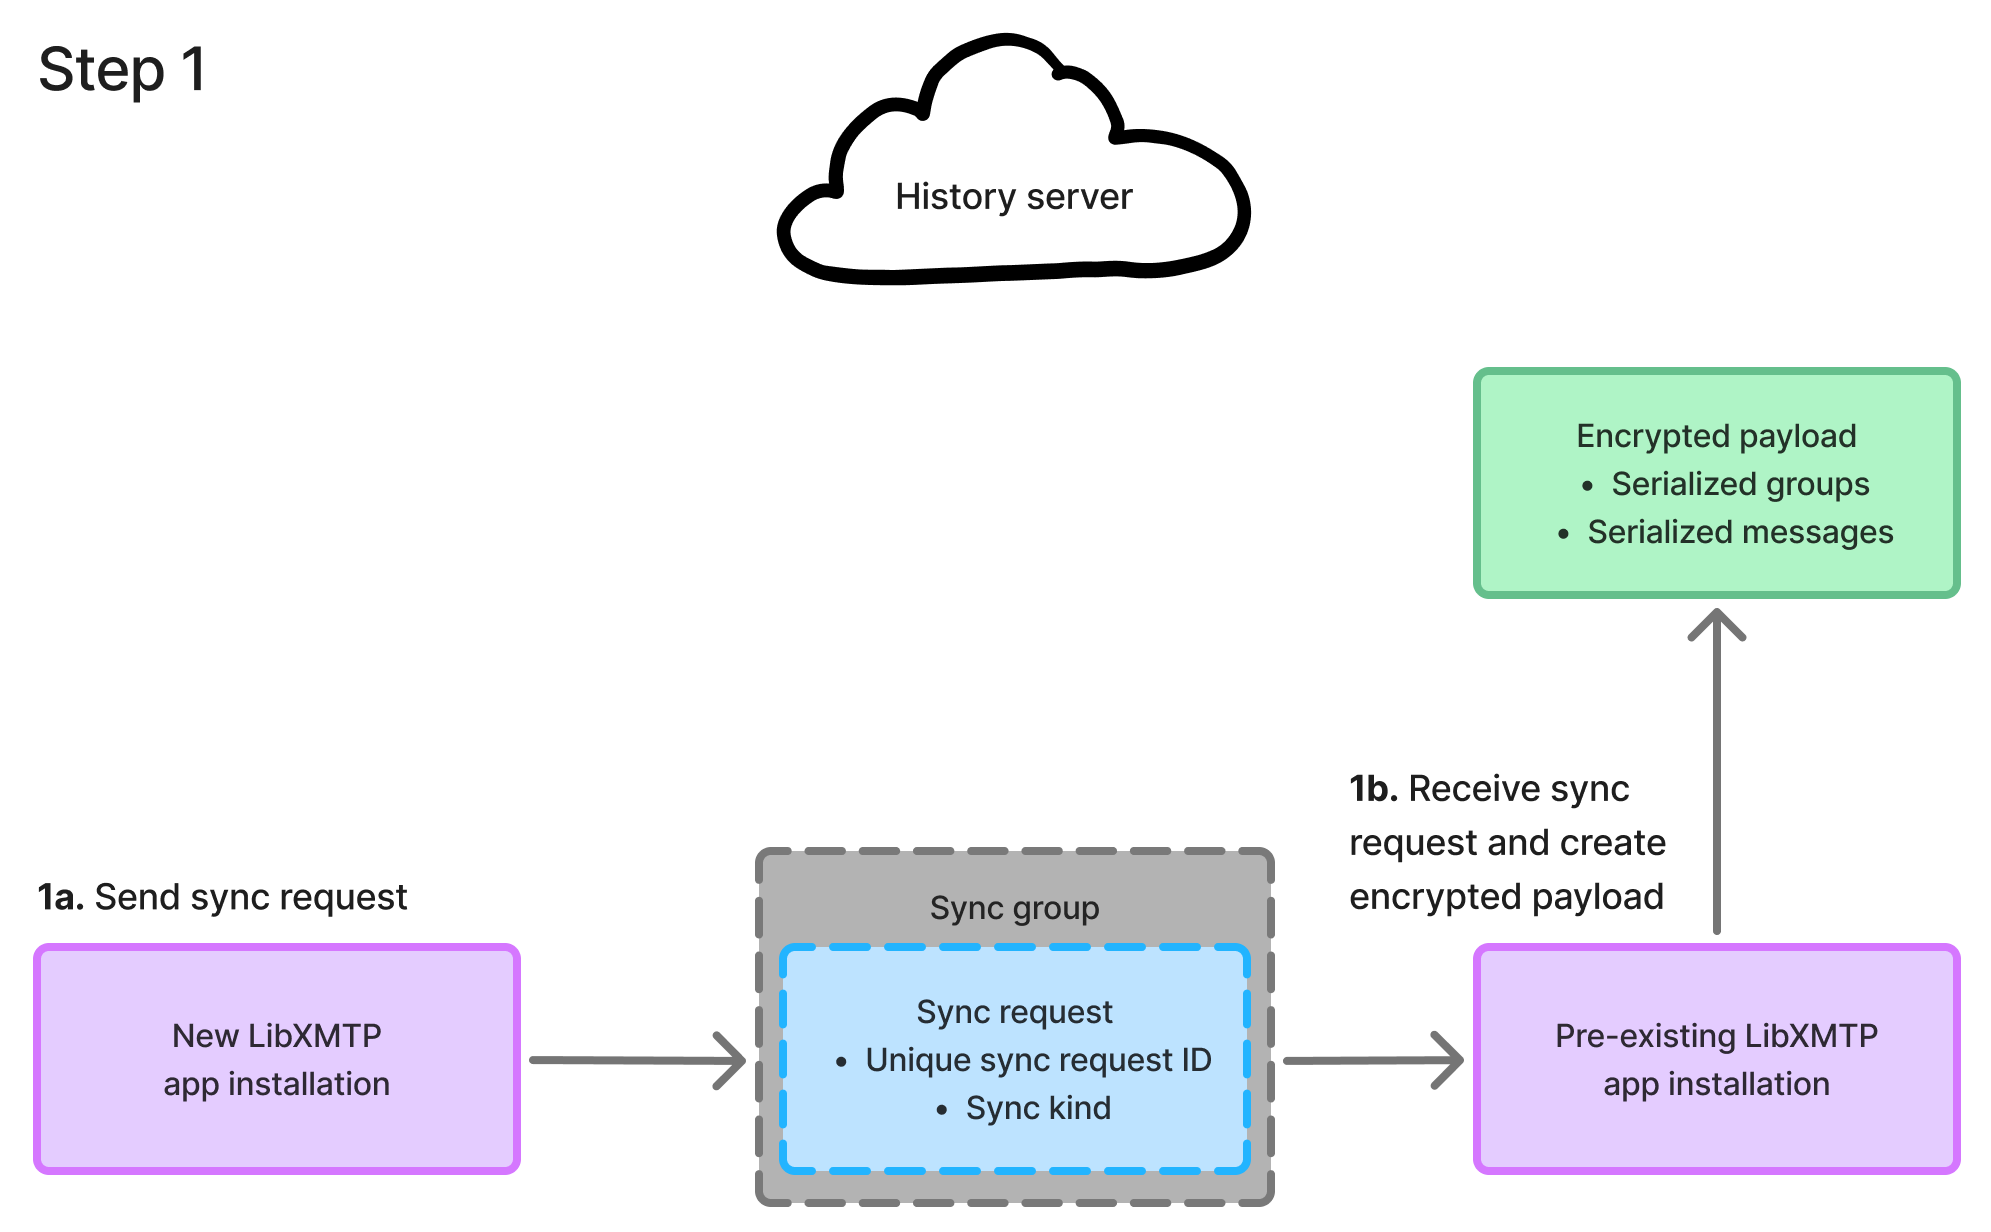 Step 1
History server
Encrypted payload
• Serialized groups
• Serialized messages
1b. Receive sync
request and create
encrypted payload
1a. Send sync request
Sync group
New LibXMTP
app installation
Sync request
• Unique sync request ID
• Sync kind
Pre-existing LibXMTP
app installation